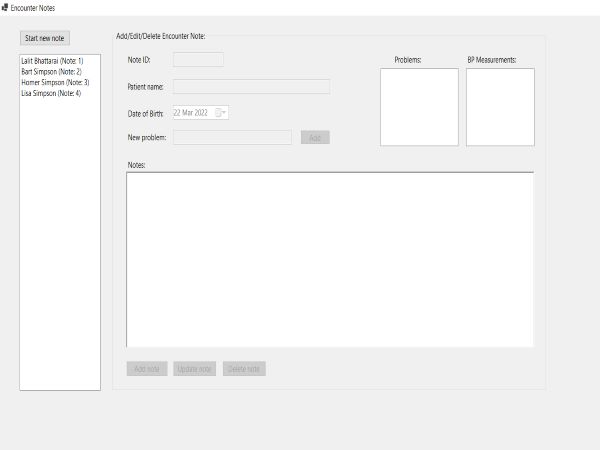 Encounter Notes
Start new note
Lalit Bhattarai (Note: 1)
Bart Simpson (Note: 2)
Homer Simpson (Note: 3)
Lisa Simpson (Note: 4)
Add/Edit/Delete Encounter Note:
Note ID:
Patient name:
Date of Birth: 22 Mar 2022
New problem: Add
Problems: BP Measurements:
Notes:
Add note Update note Delete note